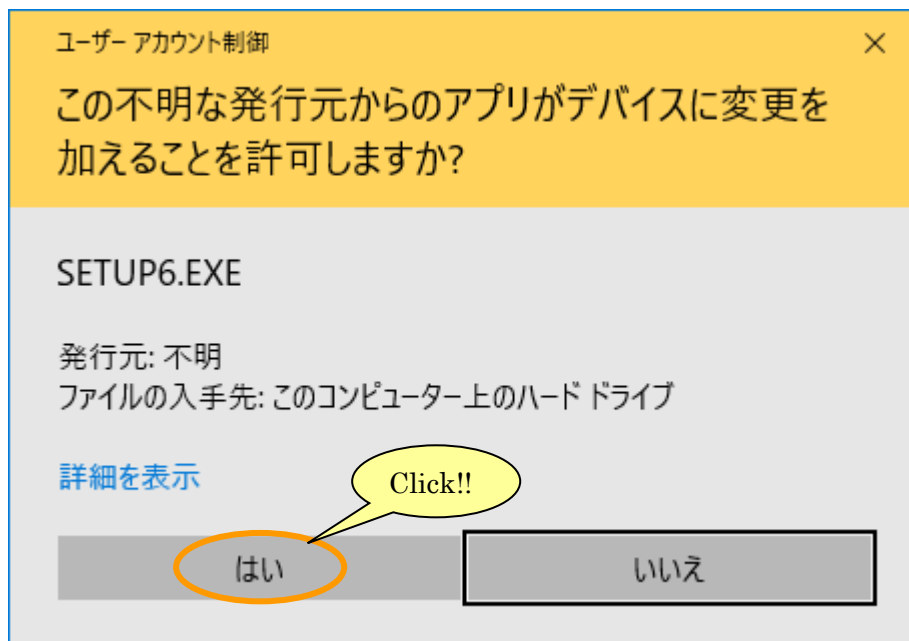 ユーザー アカウント制御
この不明な発行元からのアプリがデバイスに変更を
加えることを許可しますか?
SETUP6.EXE
発行元: 不明
ファイルの入手先: このコンピューター上のハード ドライブ
詳細を表示
Click!!
はい
いいえ